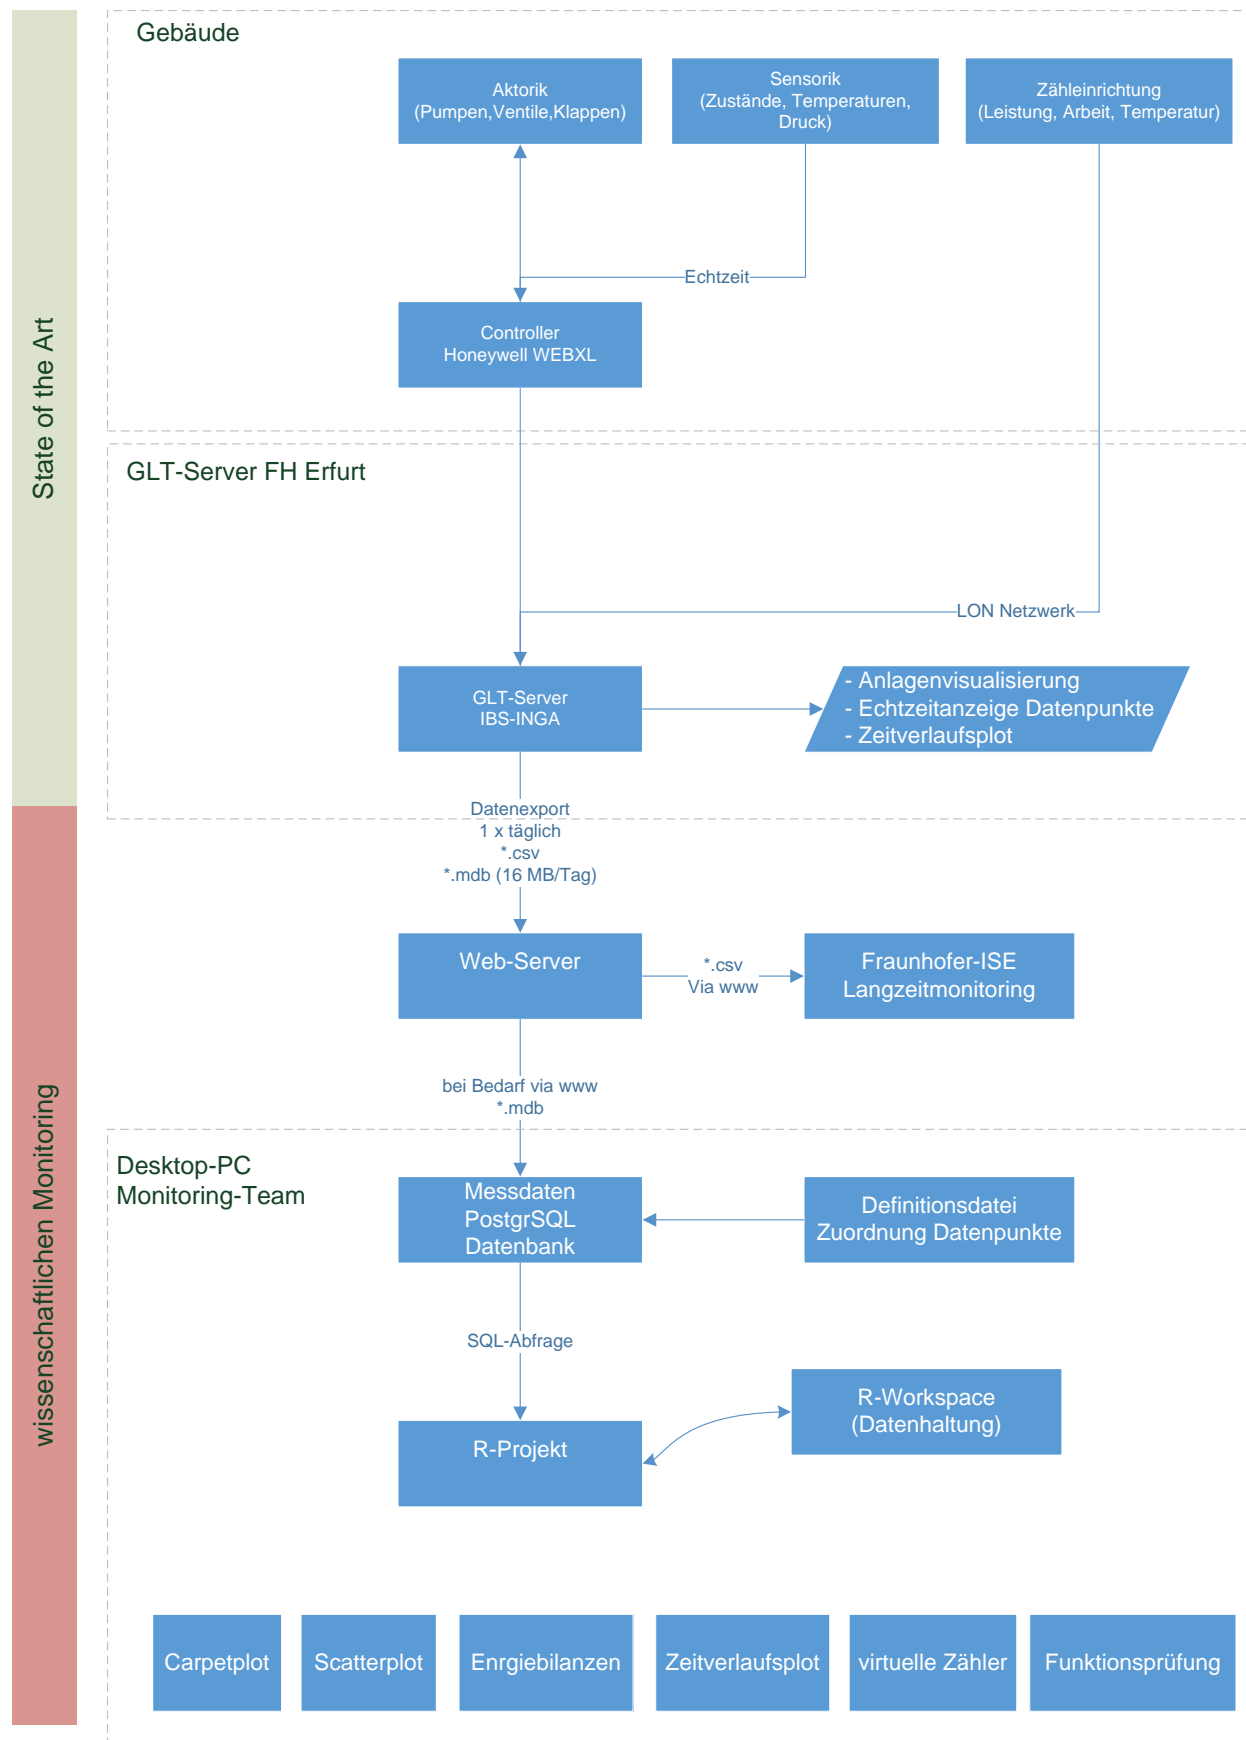 State of the Art
wissenschaftlichen Monitoring
Gebäude
Aktorik
(Pumpen,Ventile,Klappen)
Sensorik
(Zustände, Temperaturen,
Druck)
Zähleinrichtung
(Leistung, Arbeit, Temperatur)
Echtzeit
Controller
Honeywell WEBXL
GLT-Server FH Erfurt
LON Netzwerk
GLT-Server
IBS-INGA
- Anlagenvisualisierung
- Echtzeitanzeige Datenpunkte
- Zeitverlaufsplot
Datenexport
1 x täglich
*.csv
*.mdb (16 MB/Tag)
Web-Server
*.csv
Via www
Fraunhofer-ISE
Langzeitmonitoring
bei Bedarf via www
*.mdb
Desktop-PC
Monitoring-Team
Messdaten
PostgrSQL
Datenbank
Definitionsdatei
Zuordnung Datenpunkte
SQL-Abfrage
R-Workspace
(Datenhaltung)
R-Projekt
Carpetplot
Scatterplot
Enrgiebilanzen
Zeitverlaufsplot
virtuelle Zähler
Funktionsprüfung